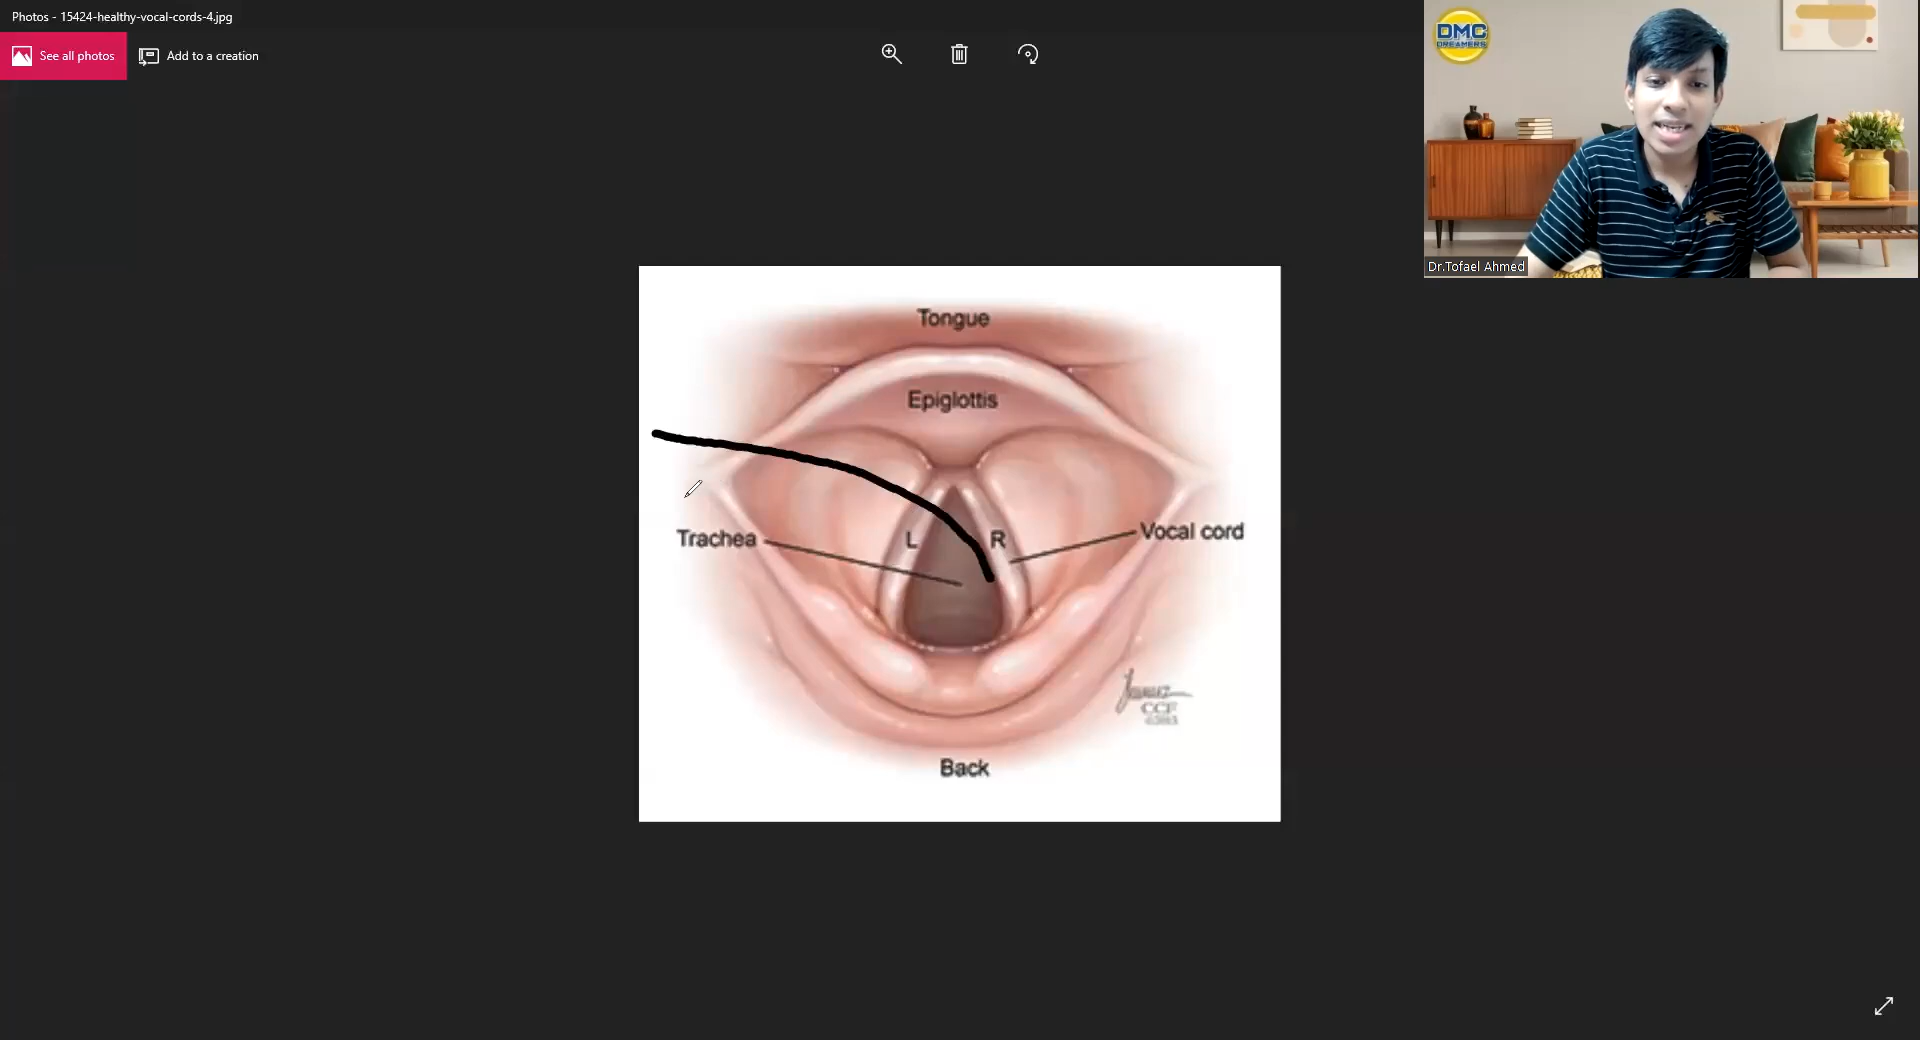 Photos - 15424-healthy-vocal-cords-4.jpg
See all photos
Add to a creation
DMC
DREAMERS
Dr.Tofael Ahmed
Tongue
Epiglottis
Trachea
L
R
Vocal cord
CCF
©2013
Back